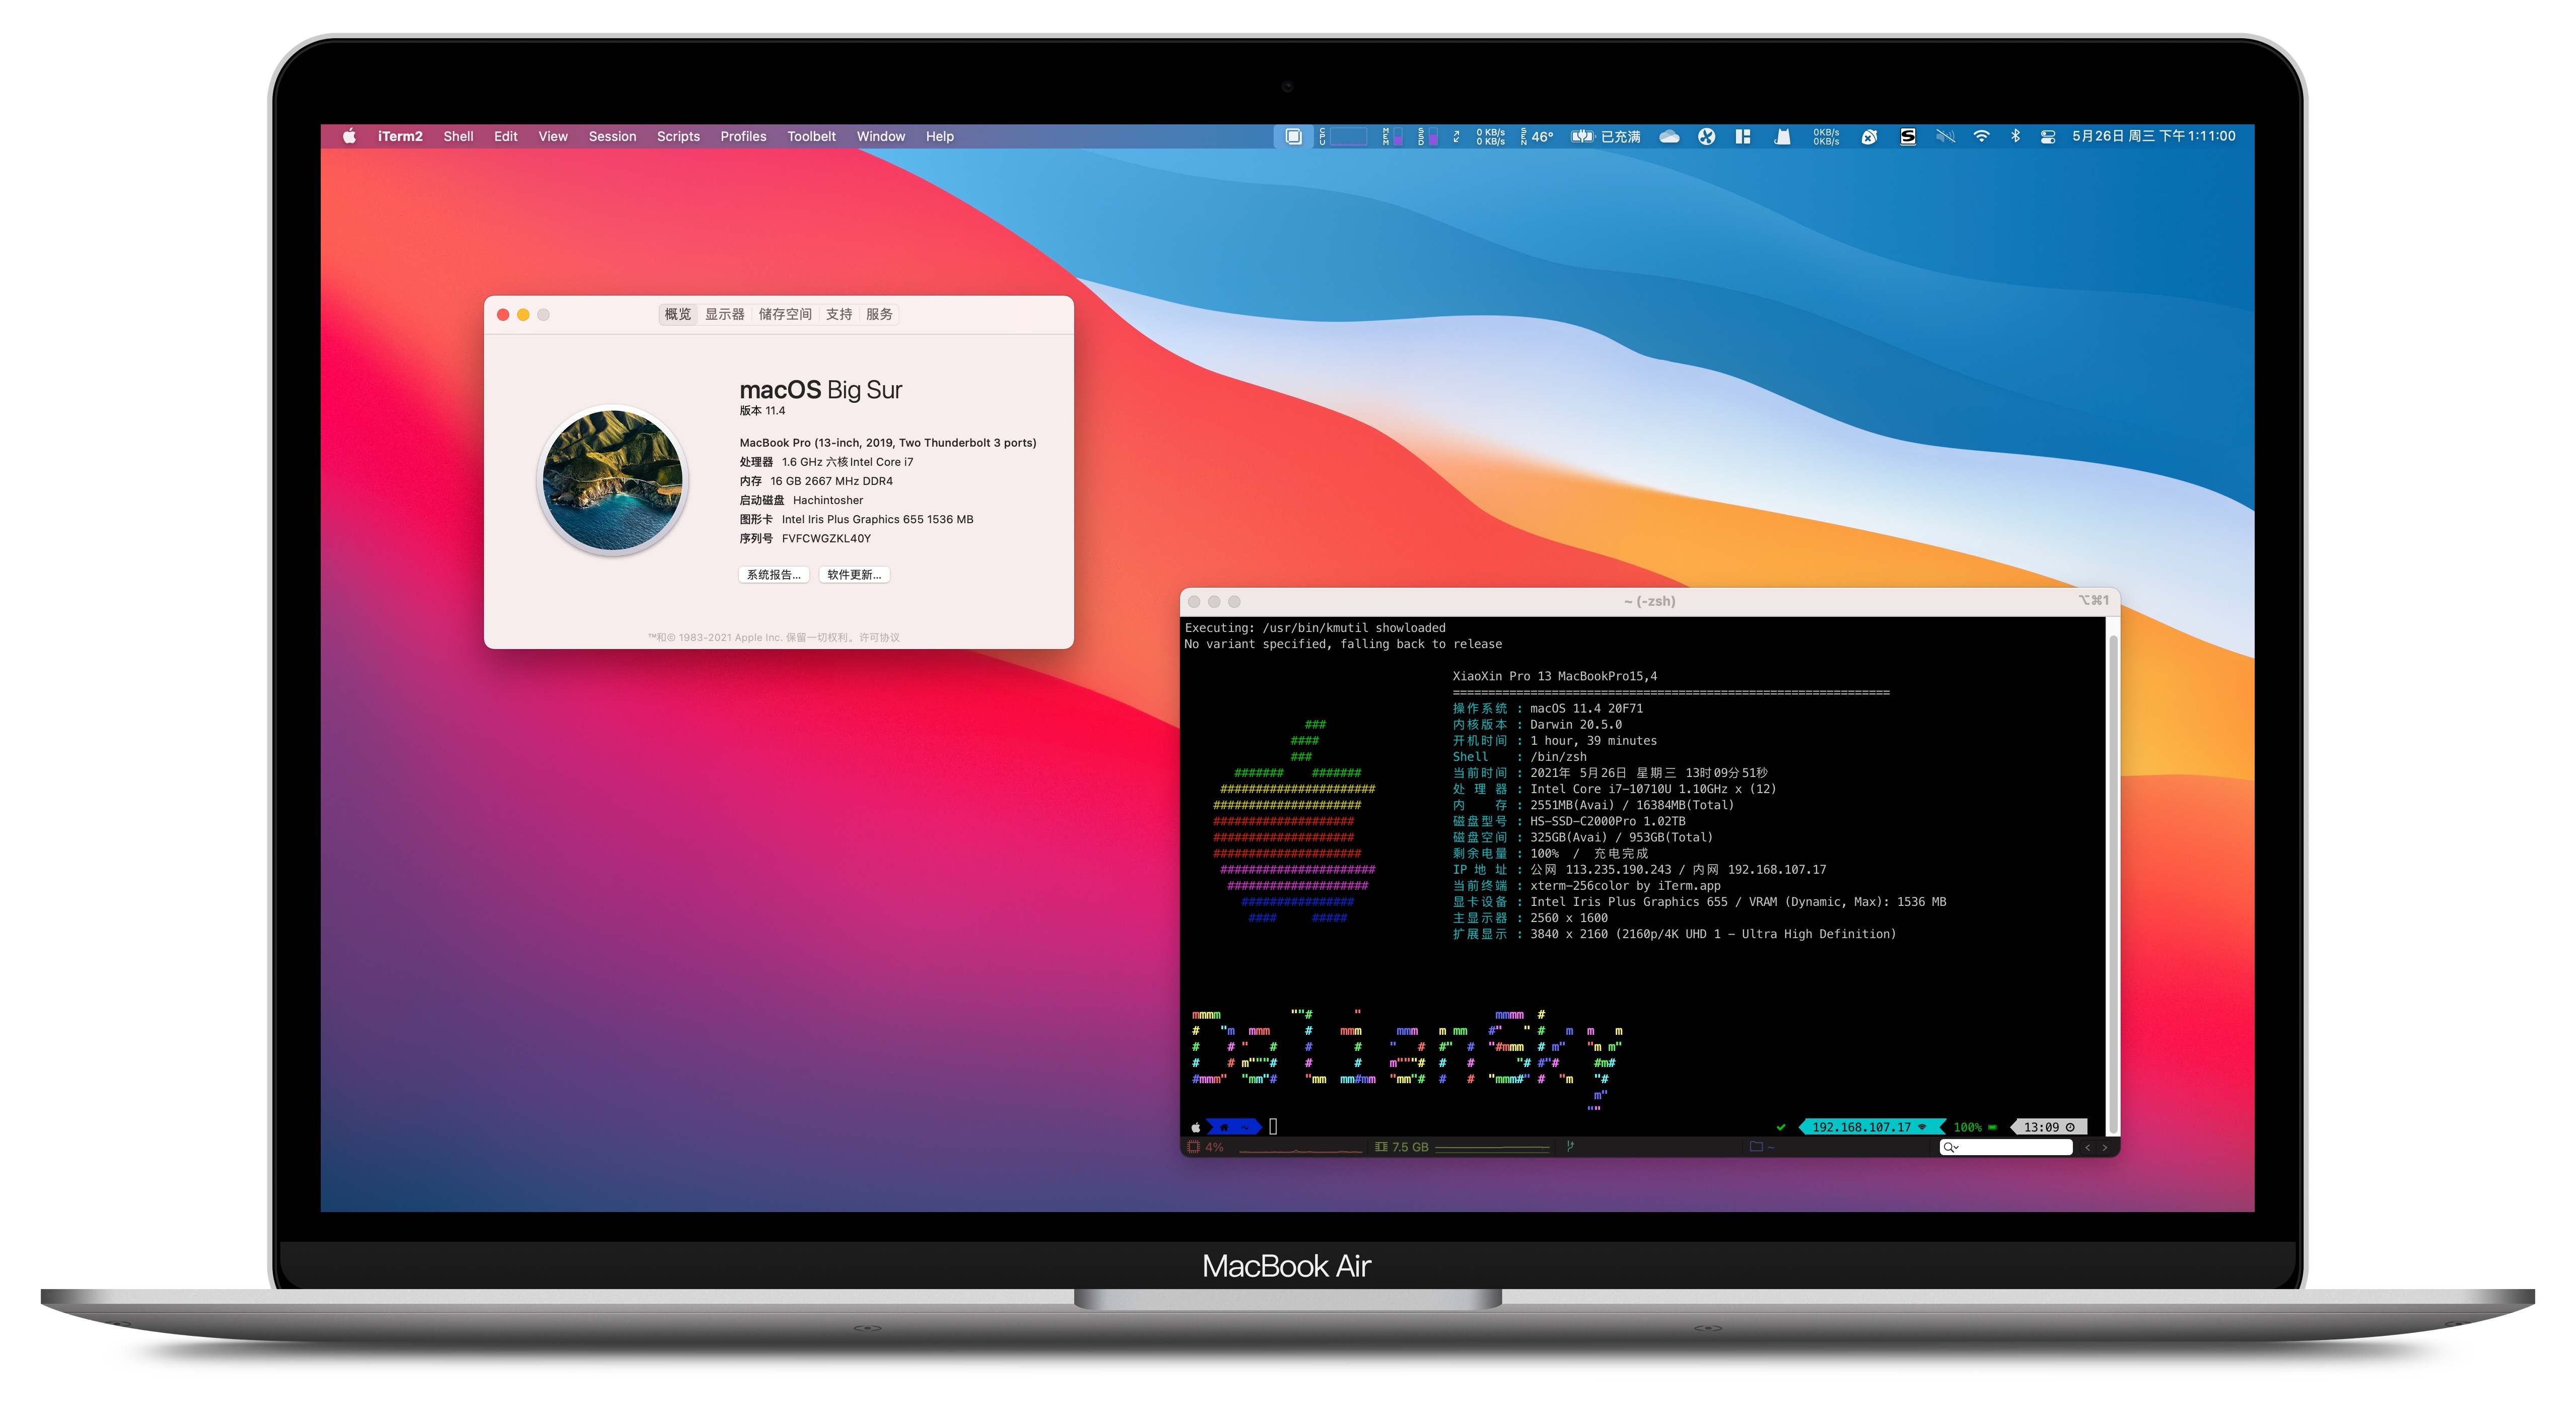 iTerm2 Shell Edit View Session Scripts Profiles Toolbelt Window Help
CPU MEM SSD 0 KB/s 0 KB/s SEN 46° 已充满 0KB/s 0KB/s S 5月26日 周三 下午1:11:00
概览 显示器 储存空间 支持 服务
macOS Big Sur
版本 11.4
MacBook Pro (13-inch, 2019, Two Thunderbolt 3 ports)
处理器 1.6 GHz 六核Intel Core i7
内存 16 GB 2667 MHz DDR4
启动磁盘 Hachintosher
图形卡 Intel Iris Plus Graphics 655 1536 MB
序列号 FVFCWGZKL40Y
系统报告... 软件更新...
™和© 1983-2021 Apple Inc. 保留一切权利。许可协议
~ (-zsh) ⌥⌘1
Executing: /usr/bin/kmutil showloaded
No variant specified, falling back to release
XiaoXin Pro 13 MacBookPro15,4
==============================================================
操作系统 : macOS 11.4 20F71
内核版本 : Darwin 20.5.0
开机时间 : 1 hour, 39 minutes
Shell : /bin/zsh
当前时间 : 2021年 5月26日 星期三 13时09分51秒
处 理 器 : Intel Core i7-10710U 1.10GHz x (12)
内 存 : 2551MB(Avai) / 16384MB(Total)
磁盘型号 : HS-SSD-C2000Pro 1.02TB
磁盘空间 : 325GB(Avai) / 953GB(Total)
剩余电量 : 100% / 充电完成
IP 地 址 : 公网 113.235.190.243 / 内网 192.168.107.17
当前终端 : xterm-256color by iTerm.app
显卡设备 : Intel Iris Plus Graphics 655 / VRAM (Dynamic, Max): 1536 MB
主显示器 : 2560 x 1600
扩展显示 : 3840 x 2160 (2160p/4K UHD 1 - Ultra High Definition)
DaliansKy
~ 192.168.107.17 100% 13:09
4% 7.5 GB ~
MacBook Air